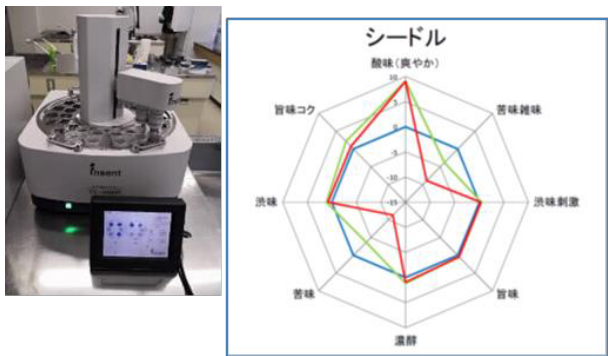 insent
シードル
酸味（爽やか）
10
5
0
-5
-10
-15
苦味雑味
渋味刺激
旨味
濃醇
苦味
渋味
旨味コク